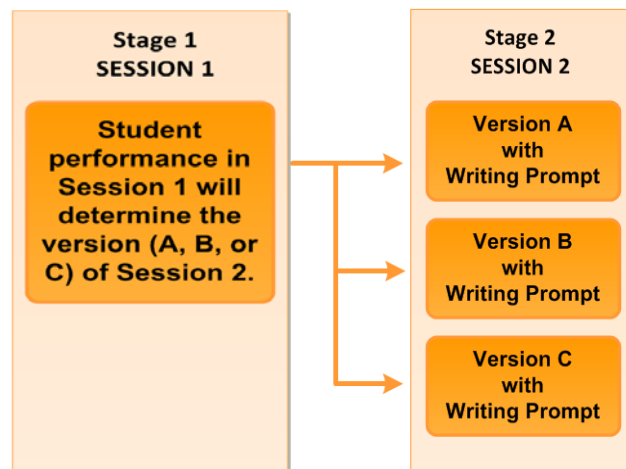 Stage 1
SESSION 1
Student
performance in
Session 1 will
determine the
version (A, B, or
C) of Session 2.
Stage 2
SESSION 2
Version A
with
Writing Prompt
Version B
with
Writing Prompt
Version C
with
Writing Prompt